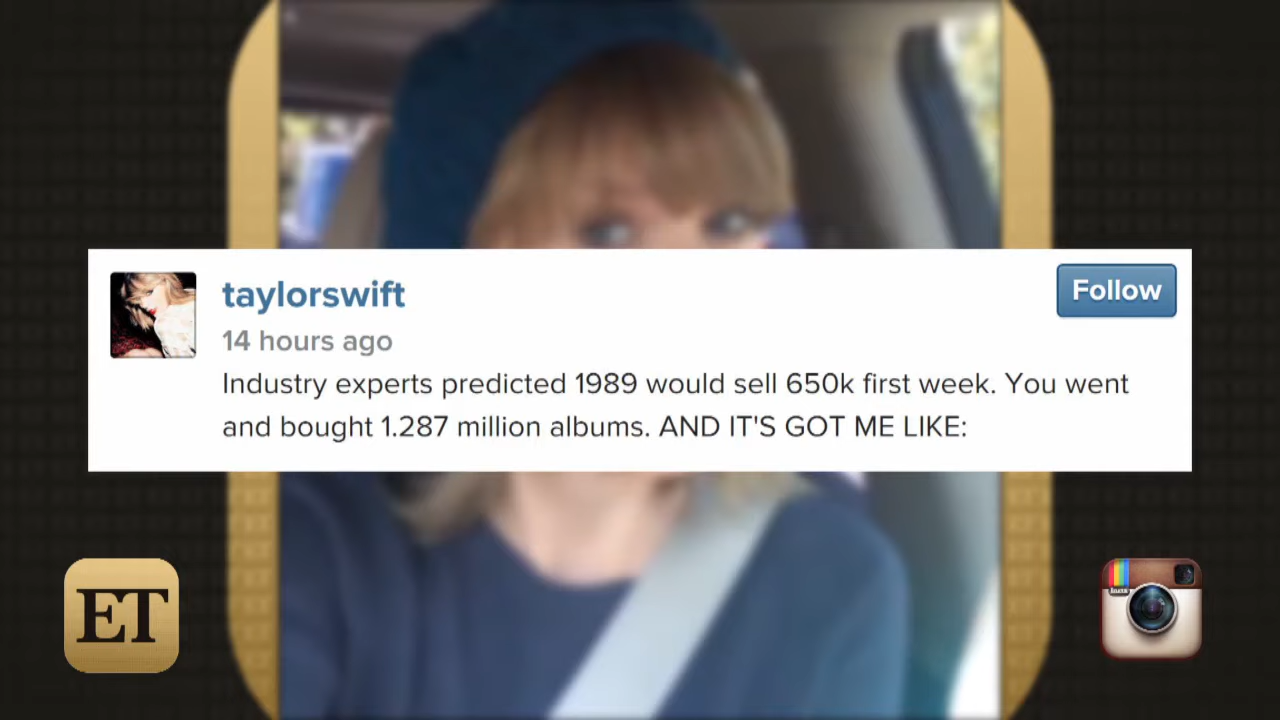 taylorswift
Follow
14 hours ago
Industry experts predicted 1989 would sell 650k first week. You went
and bought 1.287 million albums. AND IT'S GOT ME LIKE:
ET